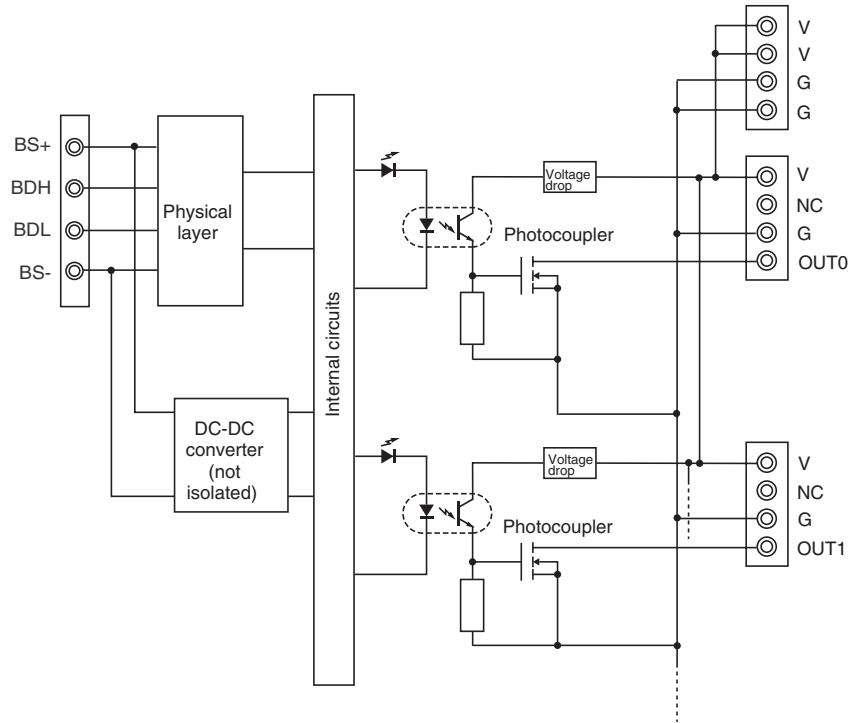 V
V
G
G
BS+
BDH
BDL
BS-
Physical
layer
Voltage
drop
V
NC
G
OUT0
Photocoupler
Internal circuits
DC-DC
converter
(not
isolated)
Voltage
drop
V
NC
G
OUT1
Photocoupler